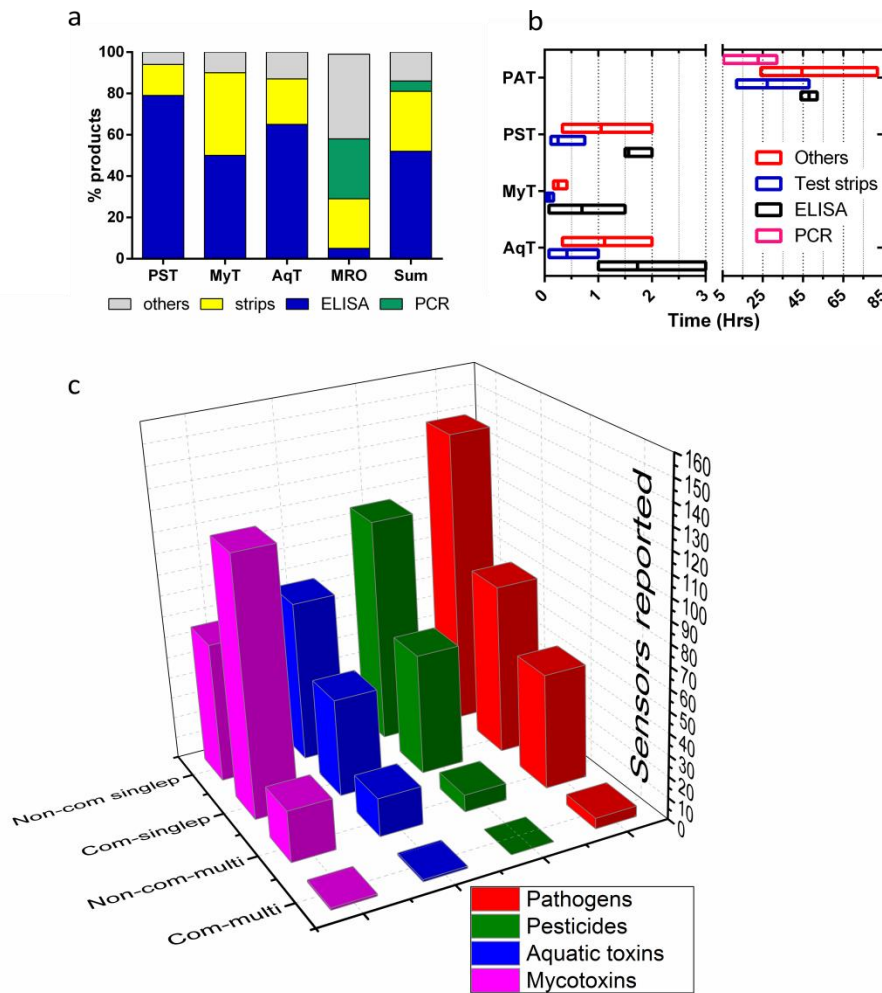 a
100
80
60
40
20
0
% products
PST MyT AqT MRO Sum
others strips ELISA PCR
b
PAT
PST
MyT
AqT
0 1 2 3 5 25 45 65 85
Time (Hrs)
Others
Test strips
ELISA
PCR
c
160
150
140
130
120
110
100
90
80
70
60
50
40
30
20
10
0
Sensors reported
Non-com singlep
Com-singlep
Non-com-multi
Com-multi
Pathogens
Pesticides
Aquatic toxins
Mycotoxins